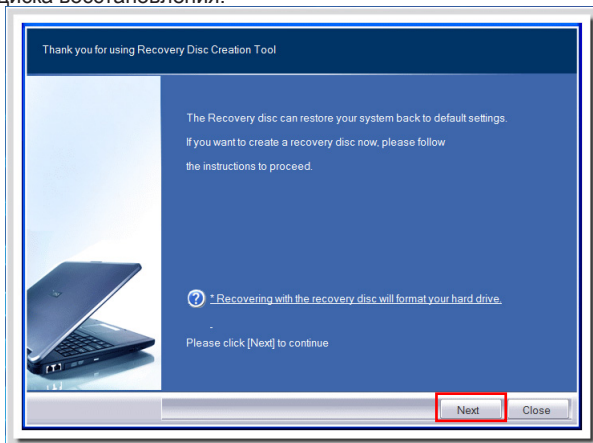 диска восстановления.
Thank you for using Recovery Disc Creation Tool
The Recovery disc can restore your system back to default settings.
If you want to create a recovery disc now, please follow
the instructions to proceed.
? * Recovering with the recovery disc will format your hard drive.
-
Please click [Next] to continue
Next Close